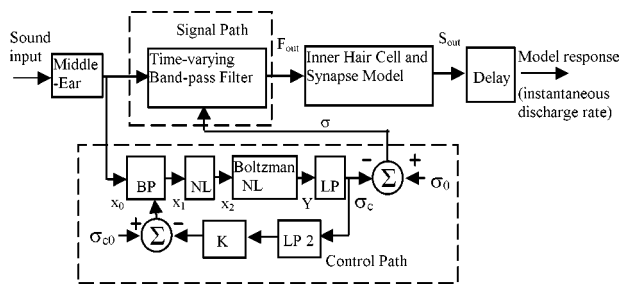 Signal Path
Sound
input
Middle
-Ear
Time-varying
Band-pass Filter
F_out
Inner Hair Cell and
Synapse Model
S_out
Delay
Model response
(instantaneous
discharge rate)
σ
BP
NL
Boltzman
NL
LP
Σ
− +
σ_0
x_0
x_1
x_2
Y
σ_c
σ_c0
+ −
Σ
K
LP 2
Control Path